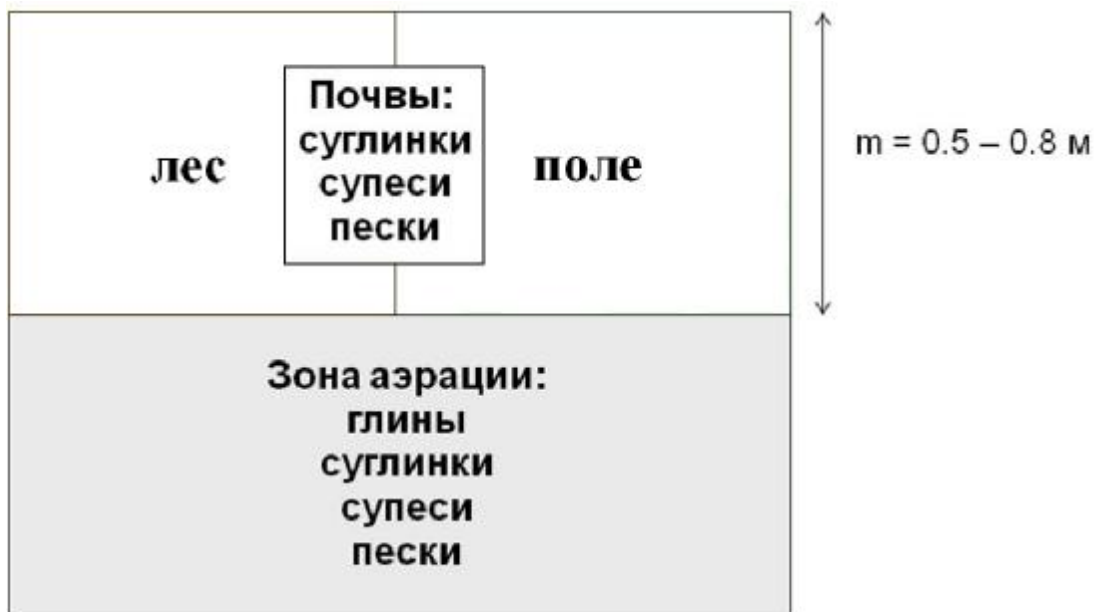 Почвы:
суглинки
супеси
пески
лес
поле
m = 0.5 – 0.8 м
Зона аэрации:
глины
суглинки
супеси
пески